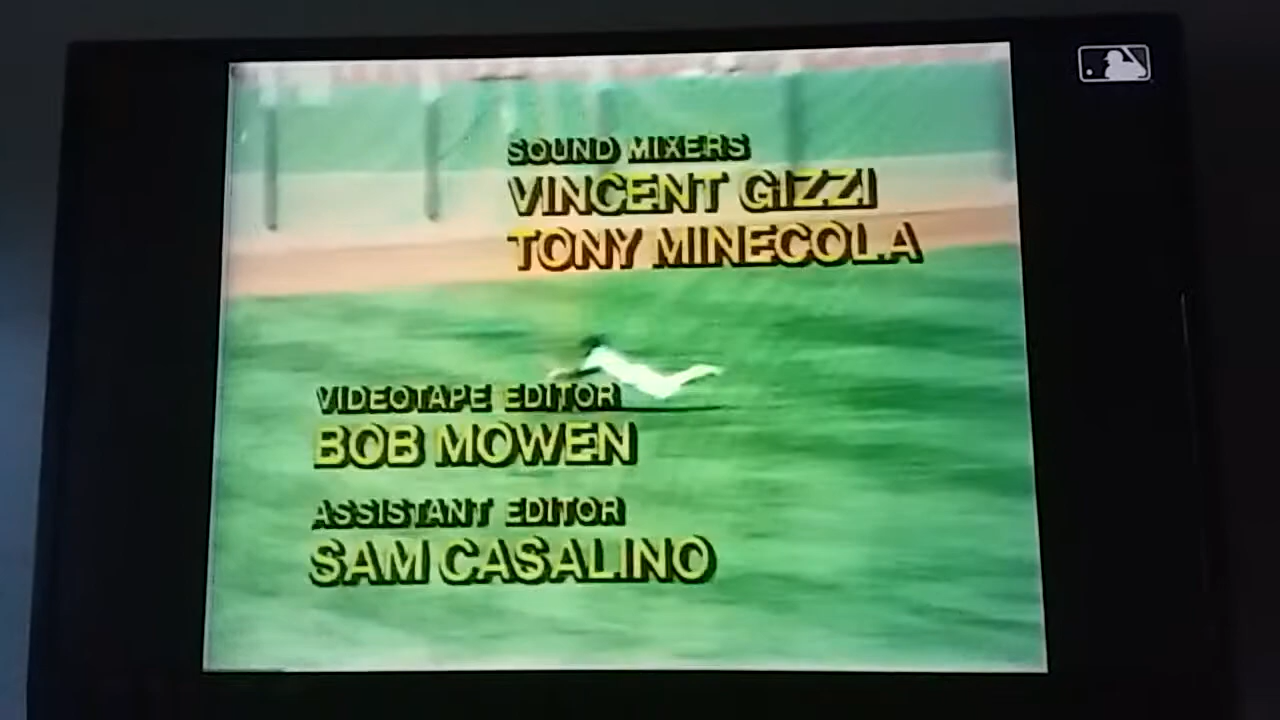 SOUND MIXERS
VINCENT GIZZI
TONY MINECOLA
VIDEOTAPE EDITOR
BOB MOWEN
ASSISTANT EDITOR
SAM CASALINO